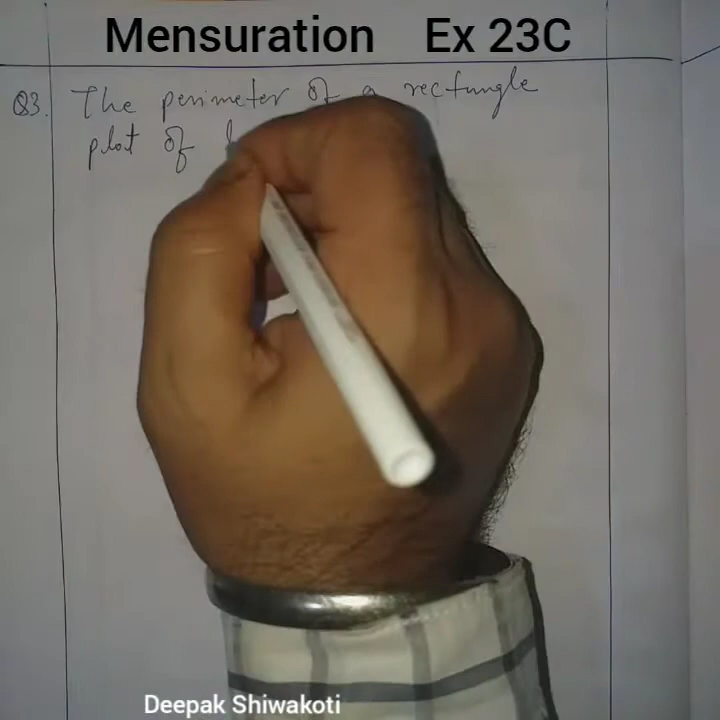 Mensuration Ex 23C
Q3. The perimeter of a rectangle
plot of
Deepak Shiwakoti